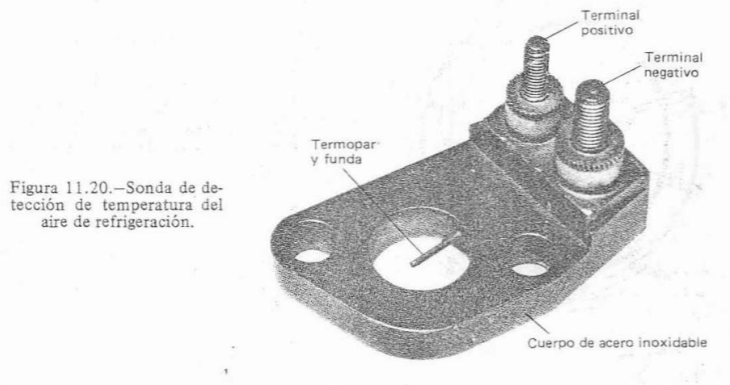 Terminal
positivo
Terminal
negativo
Termopar
y funda
Figura 11.20.—Sonda de de-
tección de temperatura del
aire de refrigeración.
Cuerpo de acero inoxidable